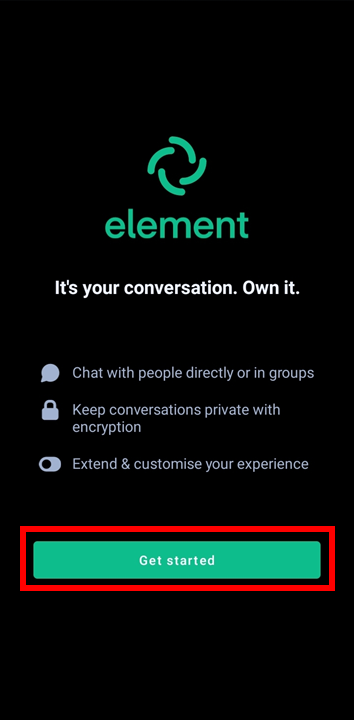 element
It's your conversation. Own it.
Chat with people directly or in groups
Keep conversations private with
encryption
Extend & customise your experience
Get started